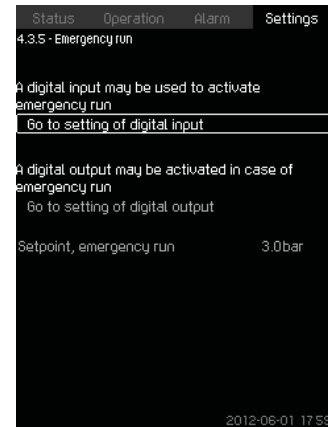 Status Operation Alarm Settings
4.3.5 - Emergency run
A digital input may be used to activate
emergency run
Go to setting of digital input
A digital output may be activated in case of
emergency run
Go to setting of digital output
Setpoint, emergency run 3.0bar
2012-06-01 17:59